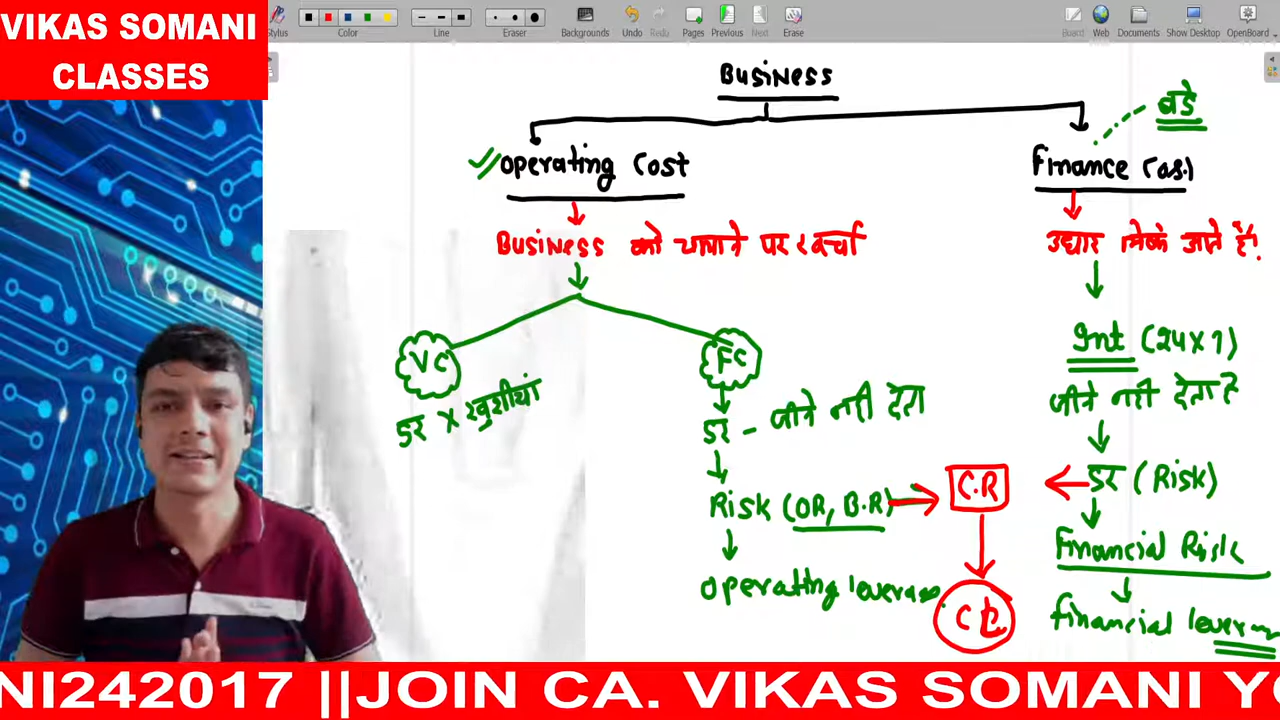 VIKAS SOMANI
CLASSES
Stylus
Color
Line
Eraser
Backgrounds
Undo
Redo
Pages
Previous
Next
Erase
Board
Web
Documents
Show Desktop
OpenBoard
Business
बडे
Operating Cost
Finance Cost
Business को चलाने पर खर्चा
उधार लिये जाते हैं!
VC
FC
Int (24x7)
डर x खुशीयां
डर - जीने नही देता
जीने नही देता है
Risk (OR, B.R)
C.R
डर (Risk)
Financial Risk
Operating leverage
CL
financial leverage
NI242017 ||JOIN CA. VIKAS SOMANI YO